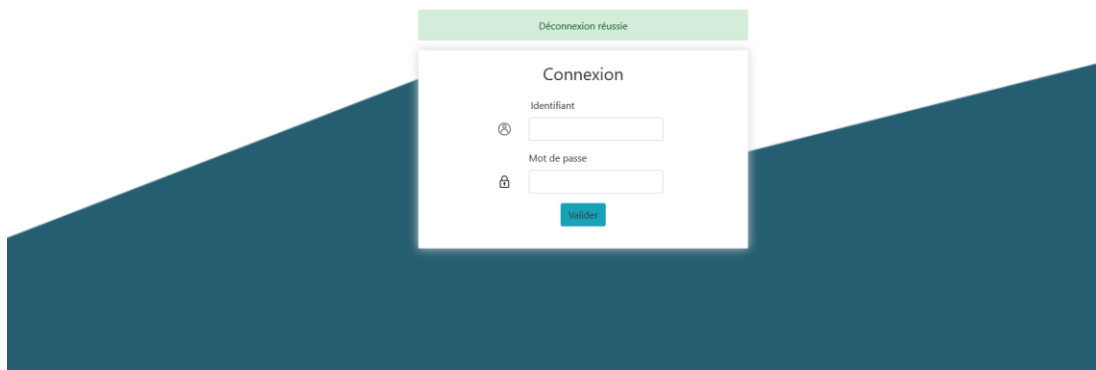 Déconnexion réussie
Connexion
Identifiant
Mot de passe
Valider